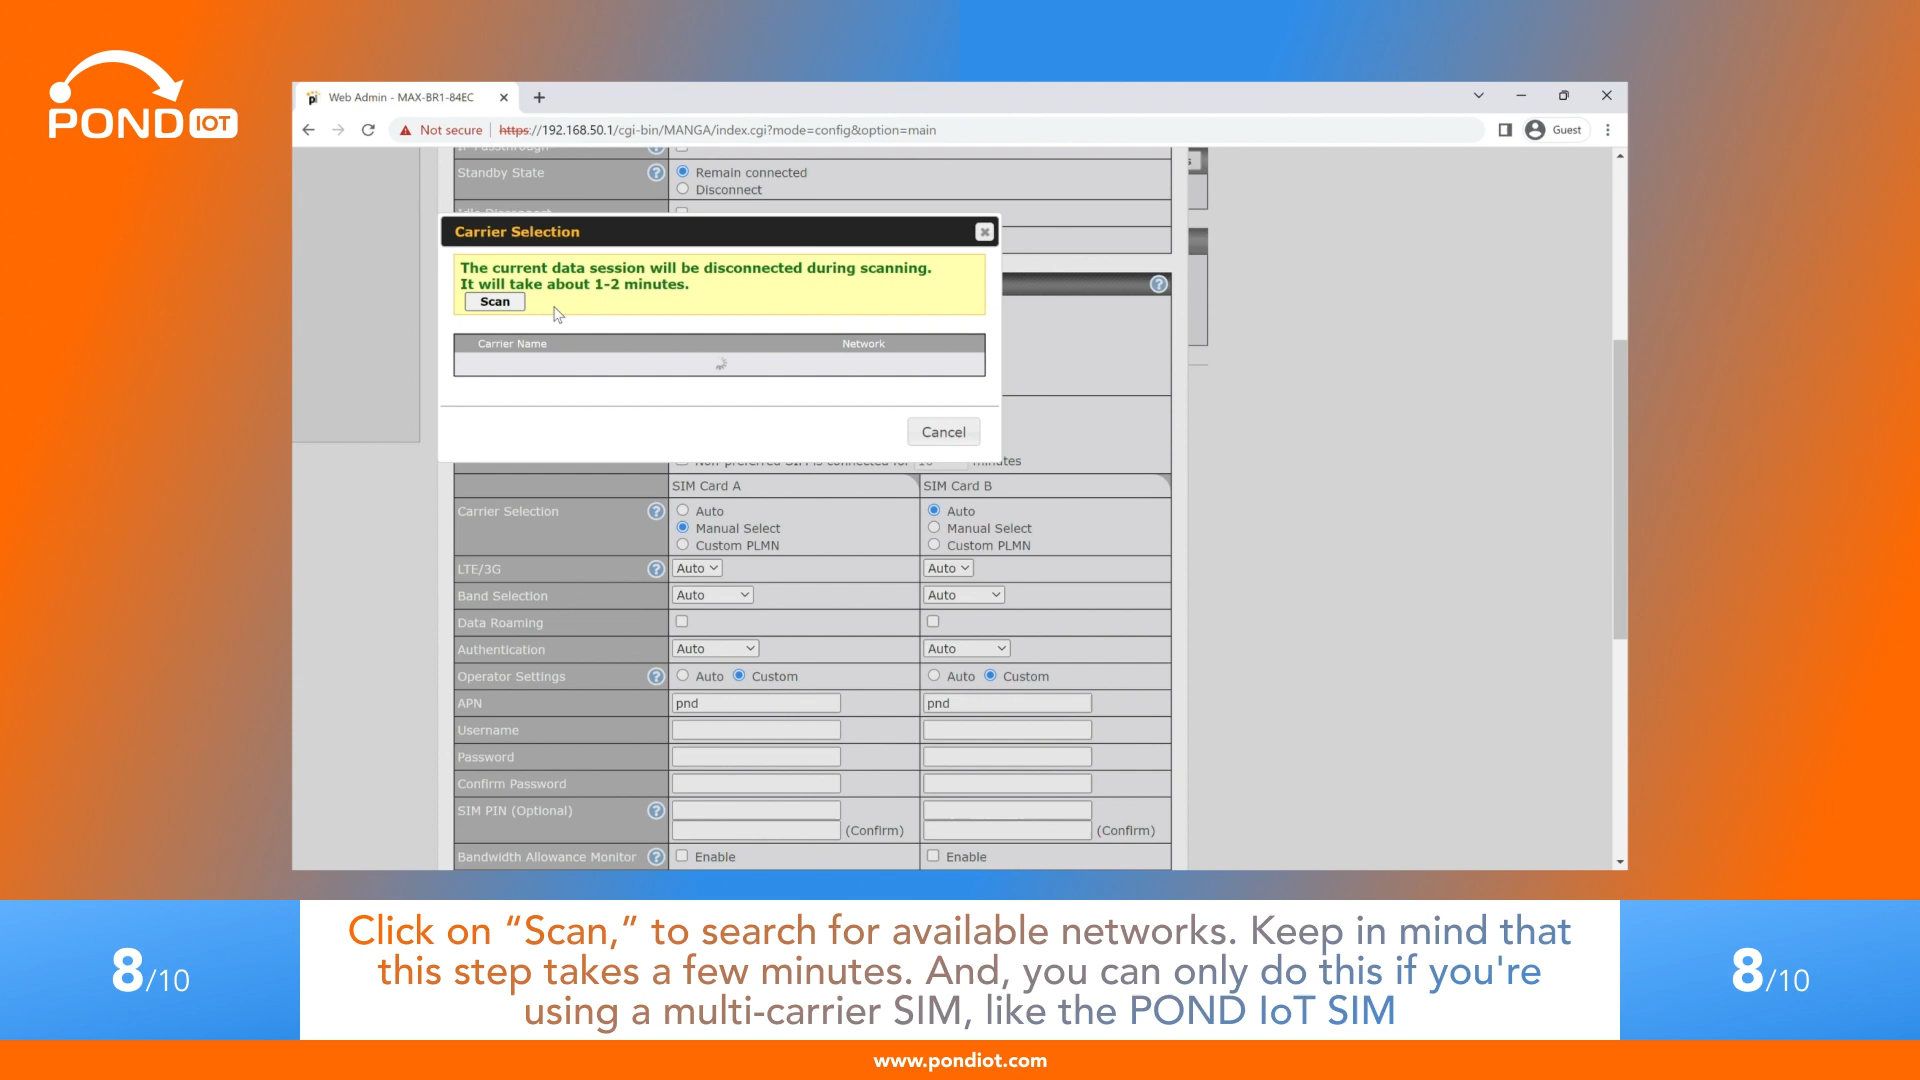 POND IOT
Web Admin - MAX-BR1-84EC
Not secure
https://192.168.50.1/cgi-bin/MANGA/index.cgi?mode=config&option=main
Guest
Standby State
Remain connected
Disconnect
Carrier Selection
The current data session will be disconnected during scanning.
It will take about 1-2 minutes.
Scan
Carrier Name Network
Cancel
SIM Card A SIM Card B
Carrier Selection
Auto Auto
Manual Select Manual Select
Custom PLMN Custom PLMN
LTE/3G Auto Auto
Band Selection Auto Auto
Data Roaming
Authentication Auto Auto
Operator Settings Auto Custom Auto Custom
APN pnd pnd
Username
Password
Confirm Password
SIM PIN (Optional)
(Confirm) (Confirm)
Bandwidth Allowance Monitor Enable Enable
8/10
Click on “Scan,” to search for available networks. Keep in mind that
this step takes a few minutes. And, you can only do this if you're
using a multi-carrier SIM, like the POND IoT SIM
8/10
www.pondiot.com